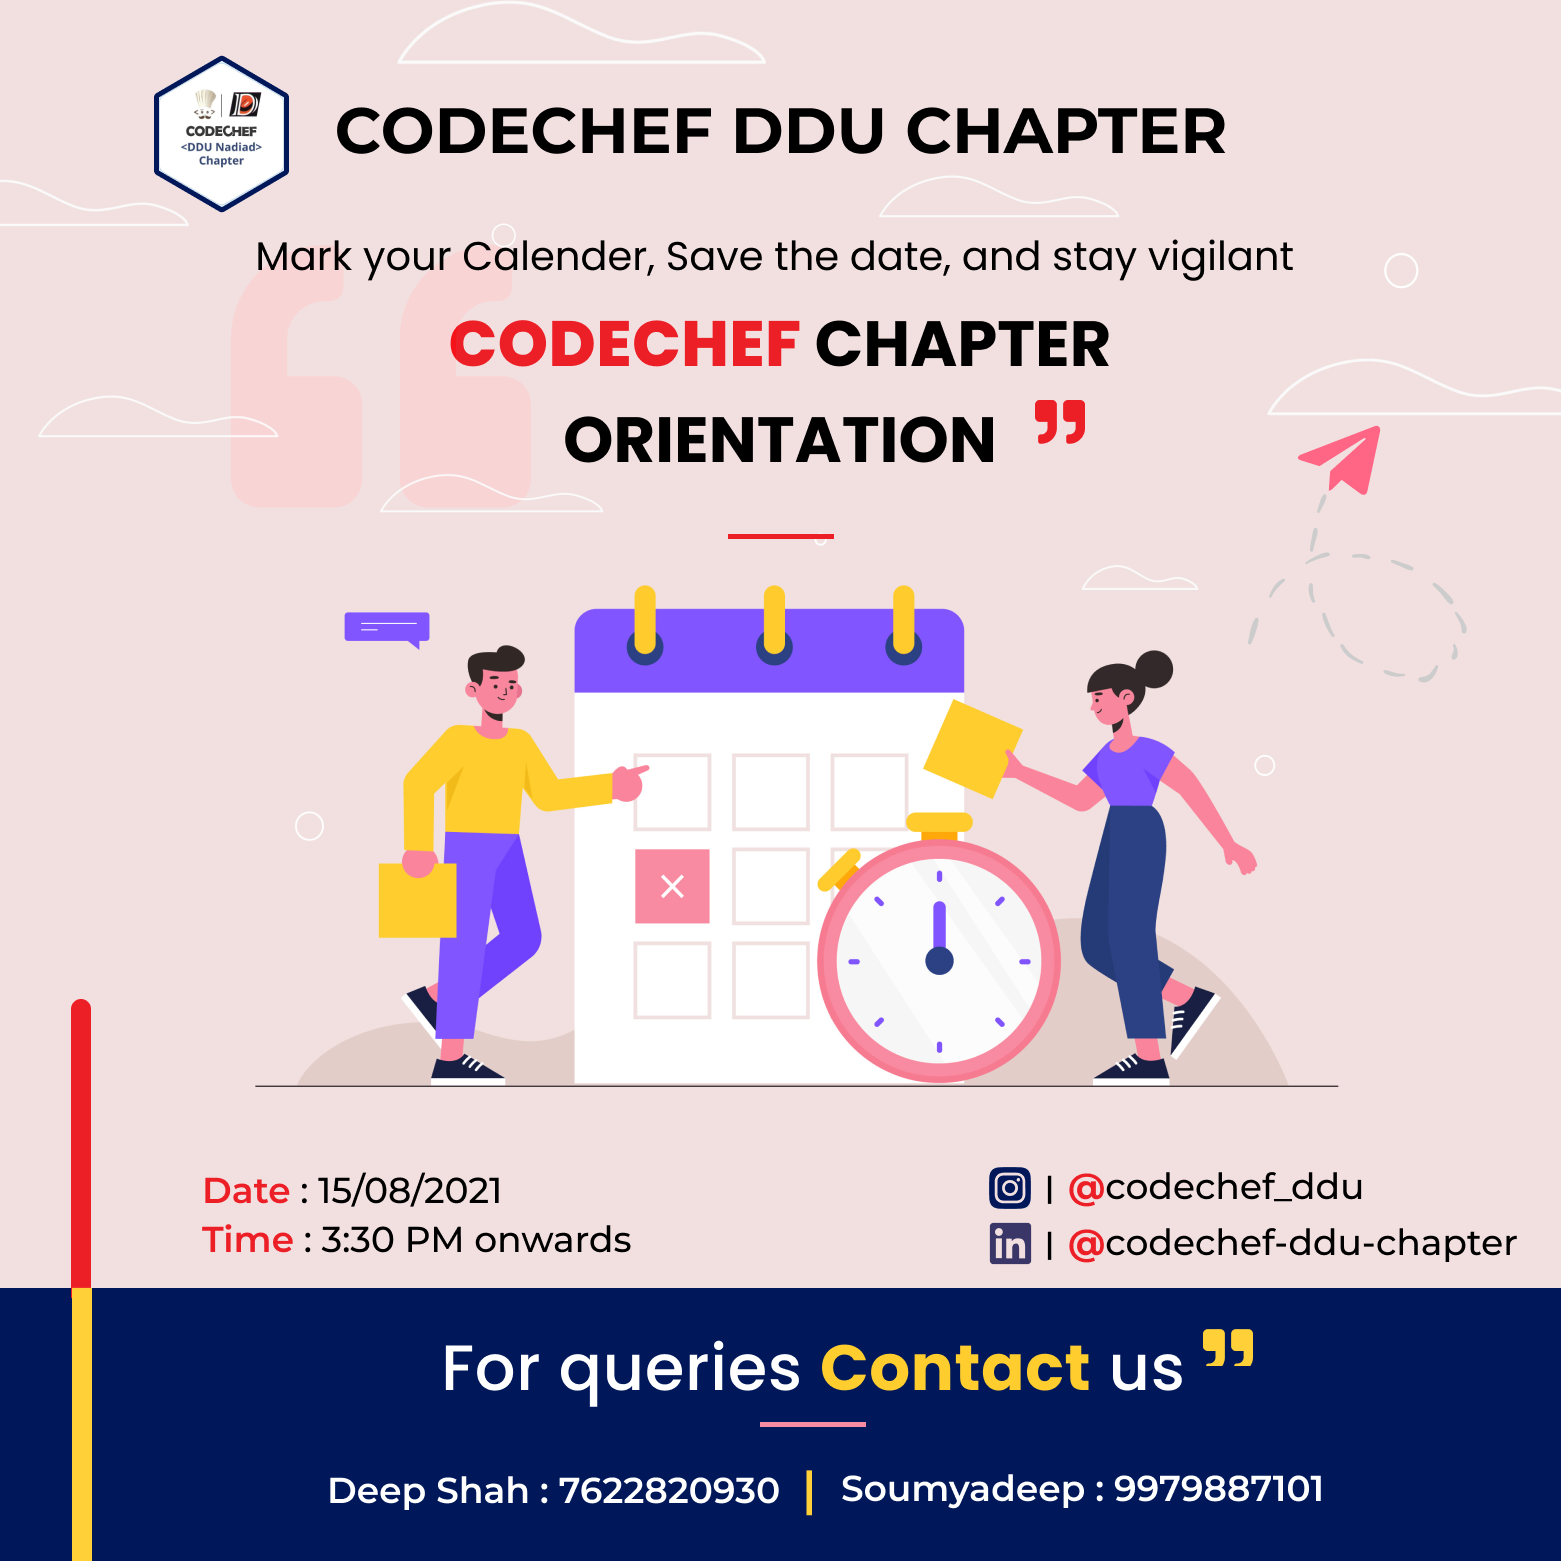 CODECHEF
<DDU Nadiad>
Chapter
CODECHEF DDU CHAPTER
Mark your Calender, Save the date, and stay vigilant
CODECHEF CHAPTER
ORIENTATION ”
Date : 15/08/2021
Time : 3:30 PM onwards
| @codechef_ddu
in | @codechef-ddu-chapter
For queries Contact us ”
Deep Shah : 7622820930 | Soumyadeep : 9979887101